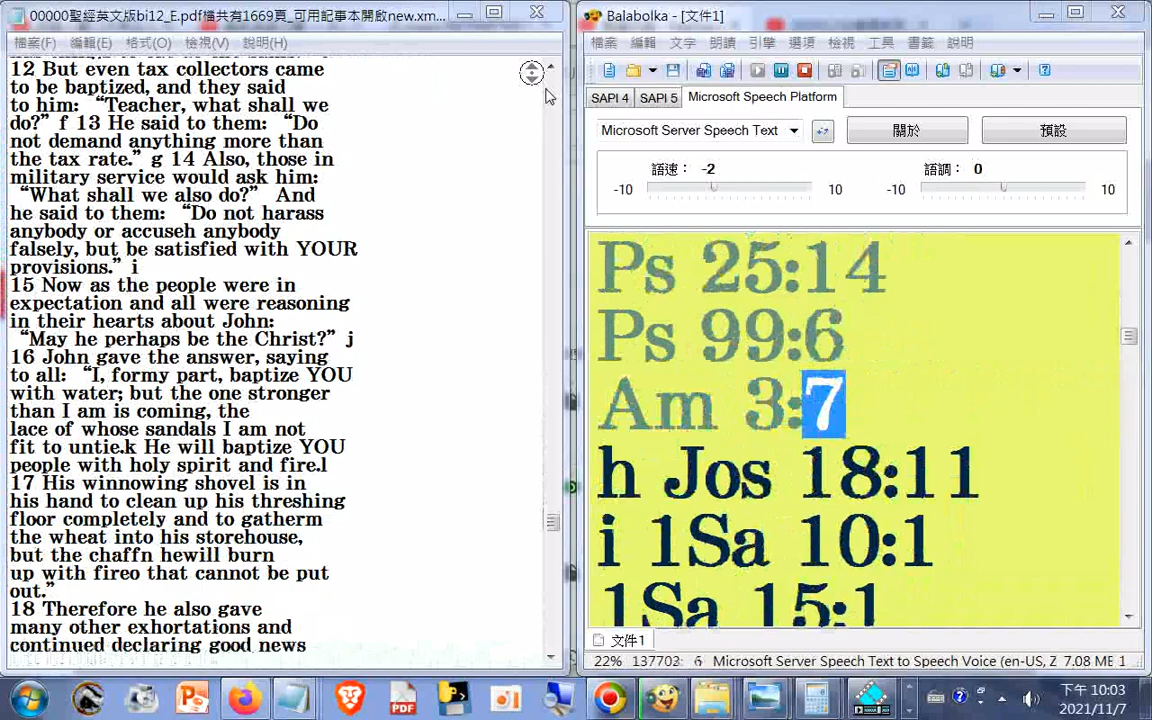 00000聖經英文版bi12_E.pdf檔共有1669頁_可用記事本開啟new.xm...
檔案(F) 編輯(E) 格式(O) 檢視(V) 說明(H)
12 But even tax collectors came
to be baptized, and they said
to him: “Teacher, what shall we
do?” f 13 He said to them: “Do
not demand anything more than
the tax rate.” g 14 Also, those in
military service would ask him:
“What shall we also do?” And
he said to them: “Do not harass
anybody or accuseh anybody
falsely, but be satisfied with YOUR
provisions.” i
15 Now as the people were in
expectation and all were reasoning
in their hearts about John:
“May he perhaps be the Christ?” j
16 John gave the answer, saying
to all: “I, formy part, baptize YOU
with water; but the one stronger
than I am is coming, the
lace of whose sandals I am not
fit to untie.k He will baptize YOU
people with holy spirit and fire.l
17 His winnowing shovel is in
his hand to clean up his threshing
floor completely and to gatherm
the wheat into his storehouse,
but the chaffn hewill burn
up with fireo that cannot be put
out.”
18 Therefore he also gave
many other exhortations and
continued declaring good news
Balabolka - [文件1]
檔案 編輯 文字 朗讀 引擎 選項 檢視 工具 書籤 說明
SAPI 4 SAPI 5 Microsoft Speech Platform
Microsoft Server Speech Text 關於 預設
語速： -2 語調： 0
-10 10 -10 10
Ps 25:14
Ps 99:6
Am 3:7
h Jos 18:11
i 1Sa 10:1
1Sa 15:1
文件1
22% 137702: 6 Microsoft Server Speech Text to Speech Voice (en-US, Z 7.08 MB 1
下午 10:03
2021/11/7